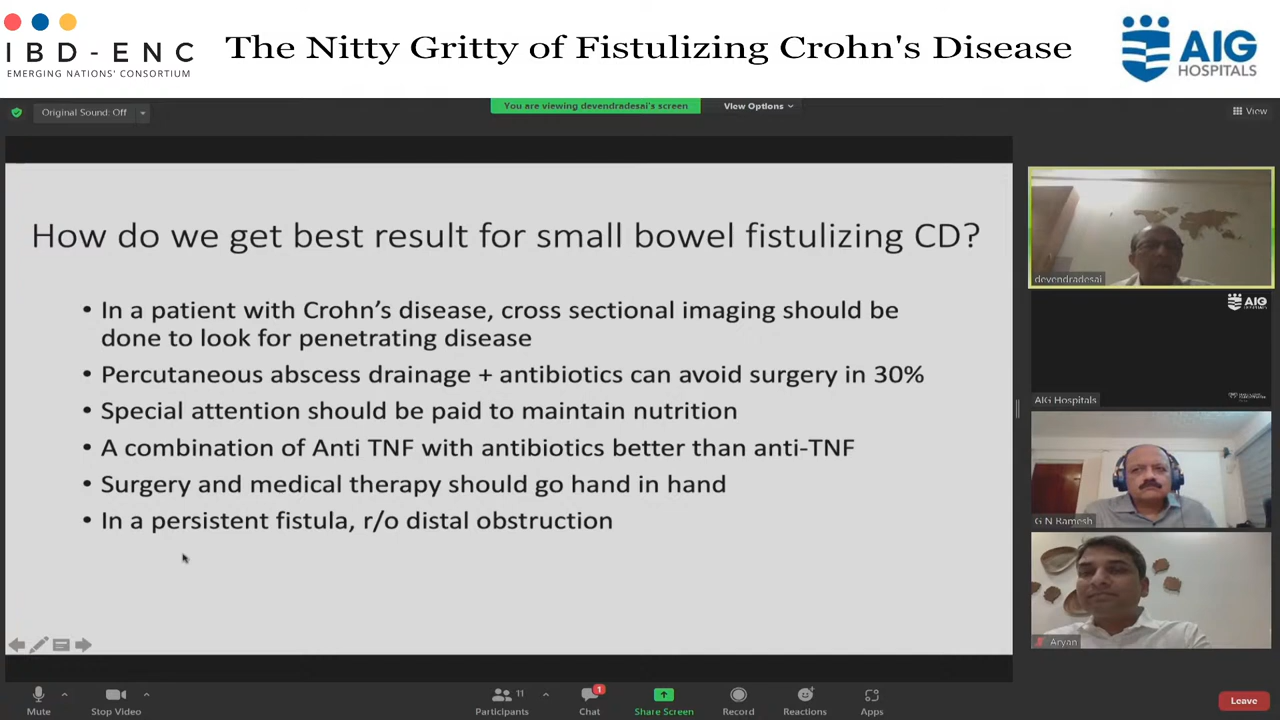 IBD-ENC
EMERGING NATIONS' CONSORTIUM
The Nitty Gritty of Fistulizing Crohn's Disease
AIG
HOSPITALS
Original Sound: Off
You are viewing devendradesai's screen
View Options
View
How do we get best result for small bowel fistulizing CD?
• In a patient with Crohn's disease, cross sectional imaging should be
done to look for penetrating disease
• Percutaneous abscess drainage + antibiotics can avoid surgery in 30%
• Special attention should be paid to maintain nutrition
• A combination of Anti TNF with antibiotics better than anti-TNF
• Surgery and medical therapy should go hand in hand
• In a persistent fistula, r/o distal obstruction
devendradesai
AIG
AIG Hospitals
G N Ramesh
Aryan
Mute
Stop Video
Participants
11
Chat
1
Share Screen
Record
Reactions
Apps
Leave